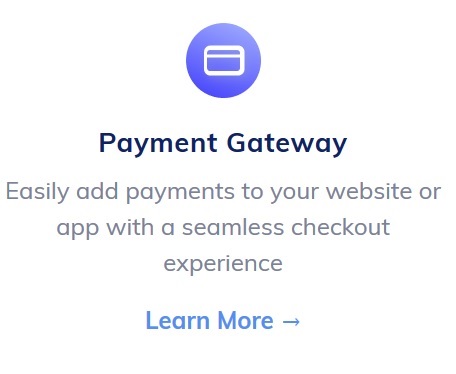 Payment Gateway
Easily add payments to your website or
app with a seamless checkout
experience
Learn More →